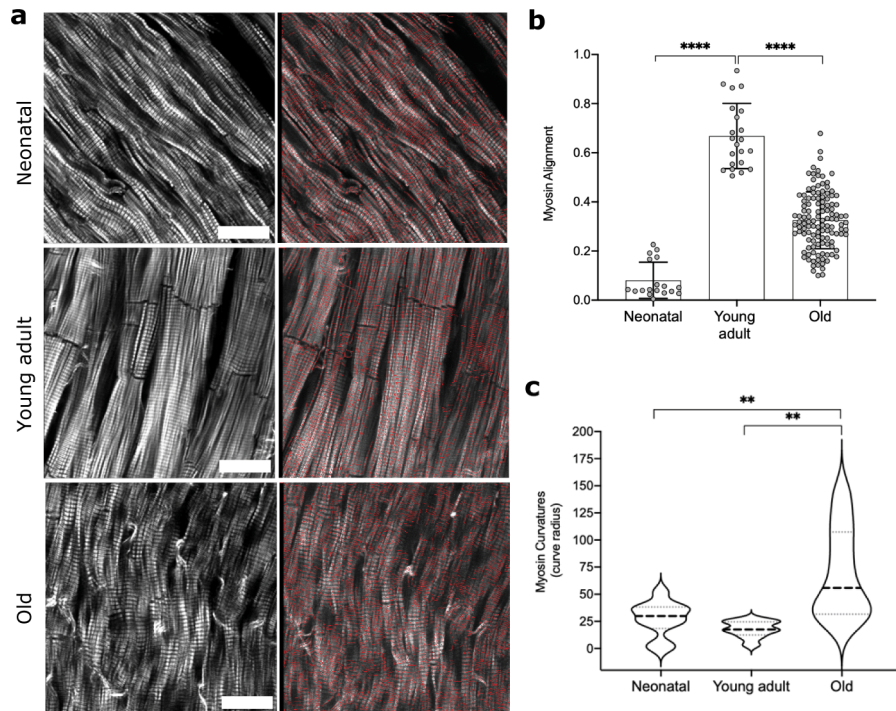 a
Neonatal
Young adult
Old
b
**** ****
Myosin Alignment
1.0
0.8
0.6
0.4
0.2
0.0
Neonatal Young adult Old
c
**
**
Myosin Curvatures
(curve radius)
200
175
150
125
100
75
50
25
0
Neonatal Young adult Old